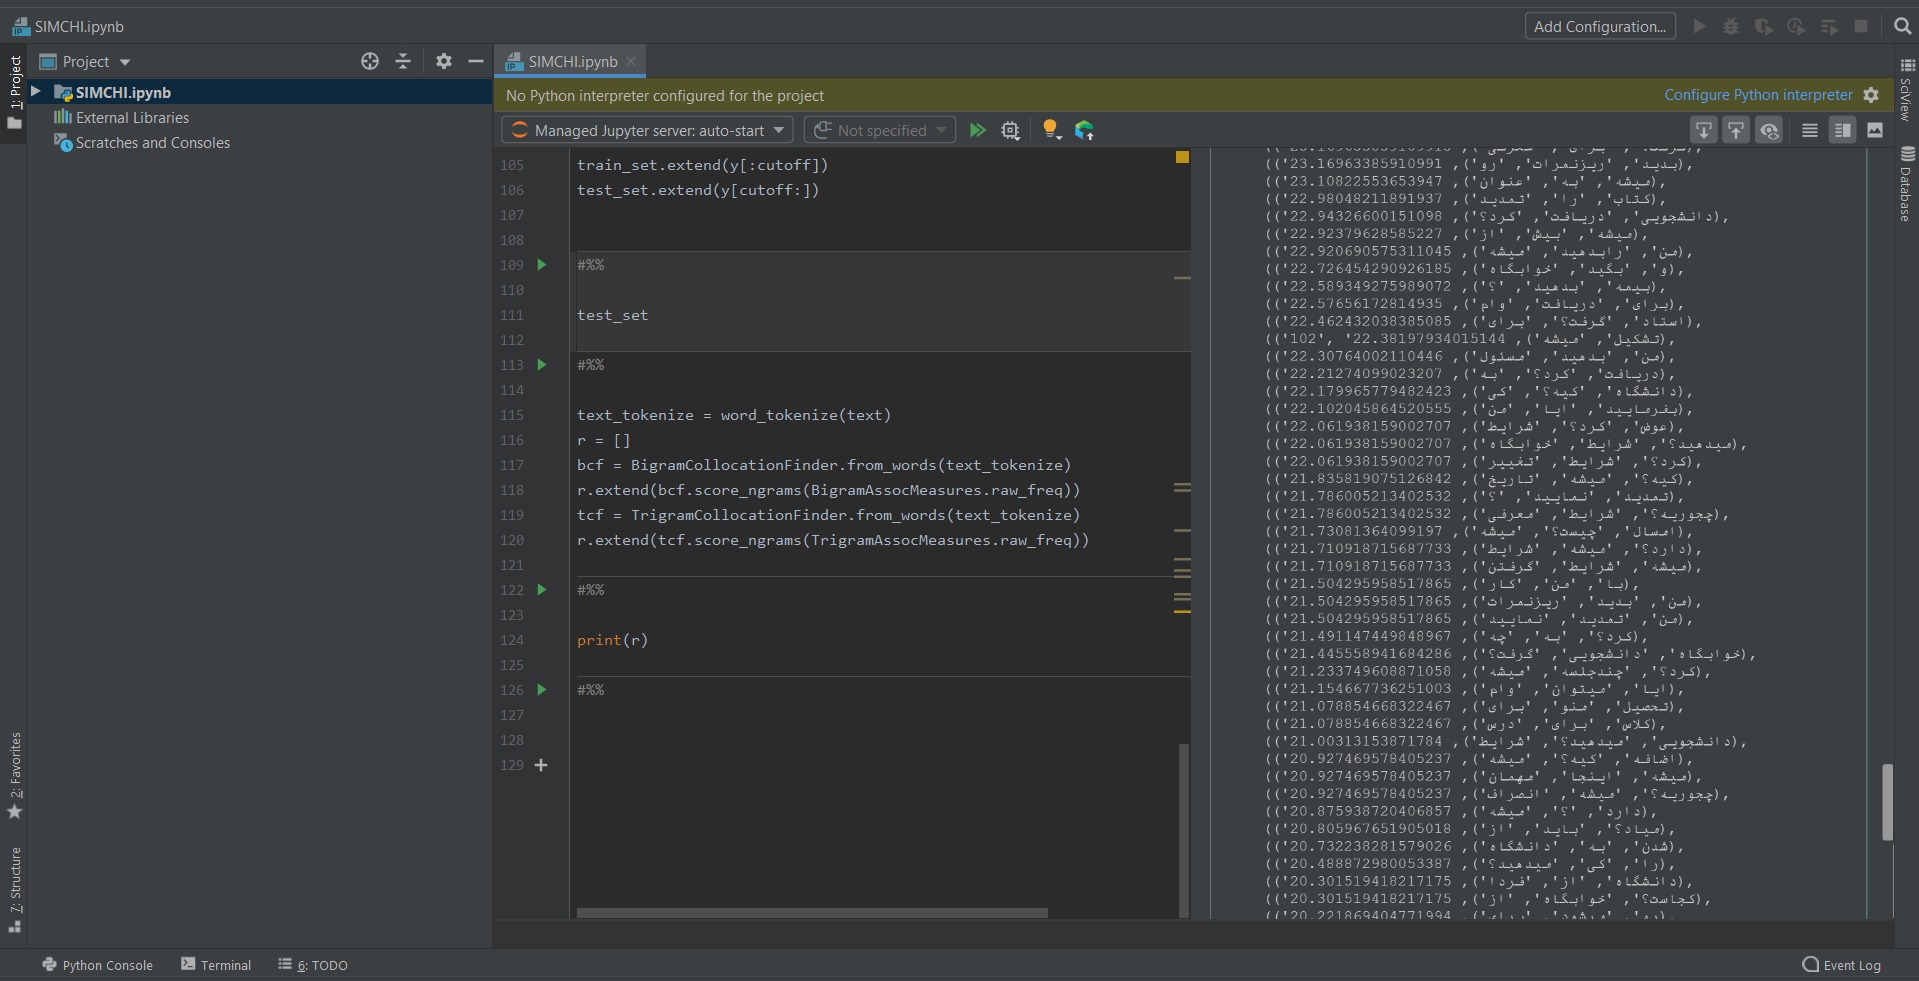 SIMCHI.ipynb
Add Configuration...
1: Project
Project
SIMCHI.ipynb
External Libraries
Scratches and Consoles
SIMCHI.ipynb
No Python interpreter configured for the project
Configure Python interpreter
Managed Jupyter server: auto-start
Not specified
105 train_set.extend(y[:cutoff])
106 test_set.extend(y[cutoff:])
107
108
109 #%%
110
111 test_set
112
113 #%%
114
115 text_tokenize = word_tokenize(text)
116 r = []
117 bcf = BigramCollocationFinder.from_words(text_tokenize)
118 r.extend(bcf.score_ngrams(BigramAssocMeasures.raw_freq))
119 tcf = TrigramCollocationFinder.from_words(text_tokenize)
120 r.extend(tcf.score_ngrams(TrigramAssocMeasures.raw_freq))
121
122 #%%
123
124 print(r)
125
126 #%%
127
128
129
(('بدید', 'ریزنمرات', 'رو'), 23.16963385910991),
(('میشه', 'به', 'عنوان'), 23.10822553653947),
(('کتاب', 'را', 'تمدید'), 22.98048211891937),
(('دانشجویی', 'دریافت', 'کرد؟'), 22.94326600151098),
(('میشه', 'بیش', 'از'), 22.92379628585227),
(('من', 'رابدهید', 'میشه'), 22.920690575311045),
(('و', 'بگید', 'خوابگاه'), 22.726454290926185),
(('بیمه', 'بدهید', '؟'), 22.589349275989072),
(('برای', 'دریافت', 'وام'), 22.57656172814935),
(('استاد', 'گرفت؟', 'برای'), 22.462432038385085),
(('102', 'تشکیل', 'میشه'), 22.38197934015144),
(('من', 'بدهید', 'مسئول'), 22.30764002110446),
(('دریافت', 'کرد؟', 'به'), 22.21274099023207),
(('دانشگاه', 'کیه؟', 'کی'), 22.179965779482423),
(('بفرمایید', 'ایا', 'من'), 22.102045864520555),
(('عوض', 'کرد؟', 'شرایط'), 22.061938159002707),
(('میدهید؟', 'شرایط', 'خوابگاه'), 22.061938159002707),
(('کرد؟', 'شرایط', 'تغییر'), 22.061938159002707),
(('کیه؟', 'میشه', 'تاریخ'), 21.835819075126842),
(('تمدید', 'نمایید', '؟'), 21.786005213402532),
(('چجوریه؟', 'شرایط', 'معرفی'), 21.786005213402532),
(('امسال', 'چیست؟', 'میشه'), 21.73081364099197),
(('دارد؟', 'میشه', 'شرایط'), 21.710918715687733),
(('میشه', 'شرایط', 'گرفتن'), 21.710918715687733),
(('با', 'من', 'کار'), 21.504295958517865),
(('من', 'بدید', 'ریزنمرات'), 21.504295958517865),
(('من', 'تمدید', 'نمایید'), 21.504295958517865),
(('کرد؟', 'به', 'چه'), 21.491147449848967),
(('خوابگاه', 'دانشجویی', 'گرفت؟'), 21.445558941684286),
(('کرد؟', 'چندجلسه', 'میشه'), 21.233749608871058),
(('ایا', 'میتوان', 'وام'), 21.154667736251003),
(('تحصیل', 'منو', 'برای'), 21.078854668322467),
(('کلاس', 'برای', 'درس'), 21.078854668322467),
(('دانشجویی', 'میدهید؟', 'شرایط'), 21.00313153871784),
(('اضافه', 'کیه؟', 'میشه'), 20.927469578405237),
(('میشه', 'اینجا', 'مهمان'), 20.927469578405237),
(('چجوریه؟', 'میشه', 'انصراف'), 20.927469578405237),
(('دارد', '؟', 'میشه'), 20.875938720406857),
(('میاد؟', 'باید', 'از'), 20.805967651905018),
(('شدن', 'به', 'دانشگاه'), 20.732238281579026),
(('را', 'کی', 'میدهید؟'), 20.488872980053387),
(('دانشگاه', 'از', 'فردا'), 20.301519418217175),
(('کجاست؟', 'خوابگاه', 'از'), 20.301519418217175),
SciView
Database
2: Favorites
7: Structure
Python Console
Terminal
6: TODO
Event Log